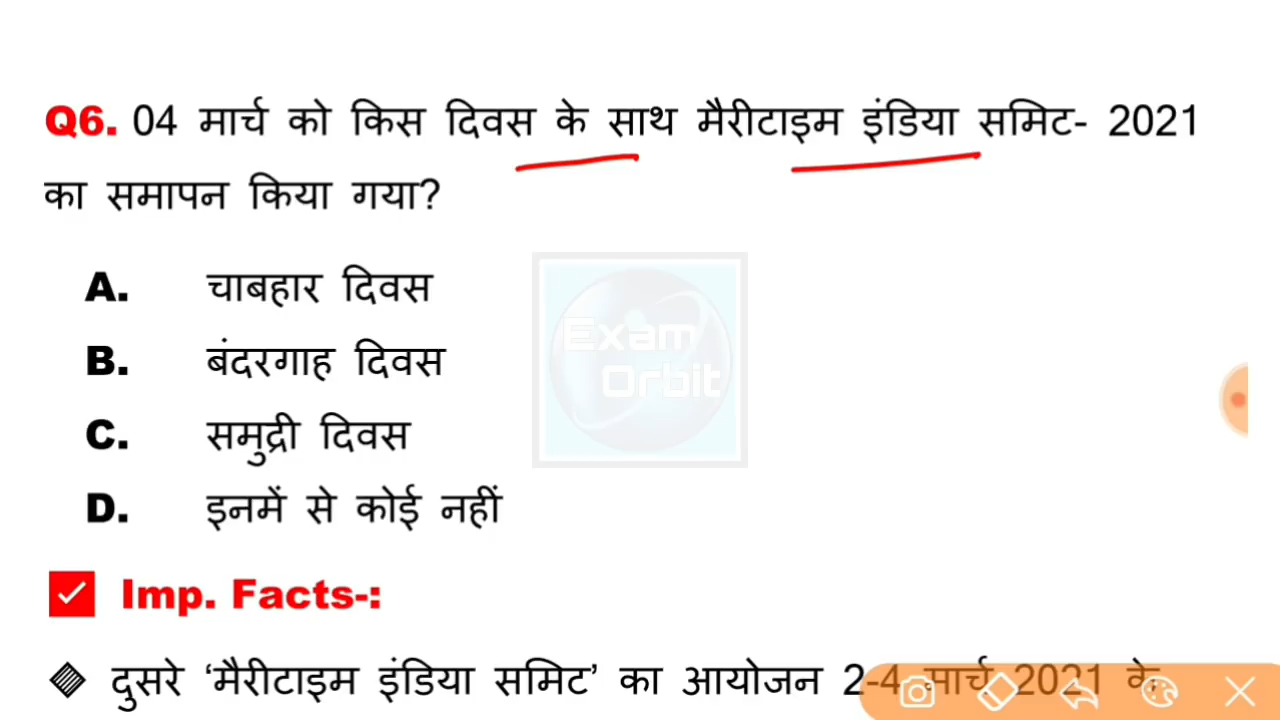 Q6. 04 मार्च को किस दिवस के साथ मैरीटाइम इंडिया समिट- 2021
का समापन किया गया?
A. चाबहार दिवस
B. बंदरगाह दिवस
C. समुद्री दिवस
D. इनमें से कोई नहीं
Exam
Orbit
Imp. Facts-:
दुसरे ‘मैरीटाइम इंडिया समिट’ का आयोजन 2-4 मार्च 2021 के